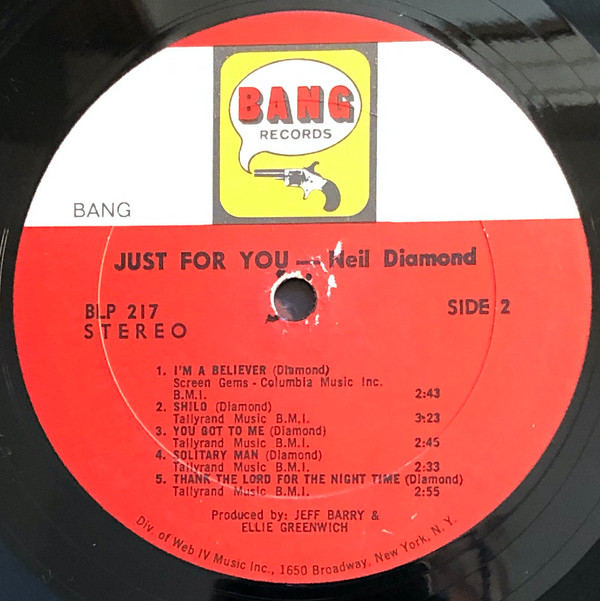 BANG
RECORDS
BANG
JUST FOR YOU — Neil Diamond
BLP 217
SIDE 2
STEREO
1. I'M A BELIEVER (Diamond)
Screen Gems - Columbia Music Inc.
B.M.I. 2:43
2. SHILO (Diamond)
Tallyrand Music B.M.I. 3:23
3. YOU GOT TO ME (Diamond)
Tallyrand Music B.M.I. 2:45
4. SOLITARY MAN (Diamond)
Tallyrand Music B.M.I. 2:33
5. THANK THE LORD FOR THE NIGHT TIME (Diamond)
Tallyrand Music B.M.I. 2:55
Produced by: JEFF BARRY &
ELLIE GREENWICH
Div. of Web IV Music Inc., 1650 Broadway, New York, N.Y.